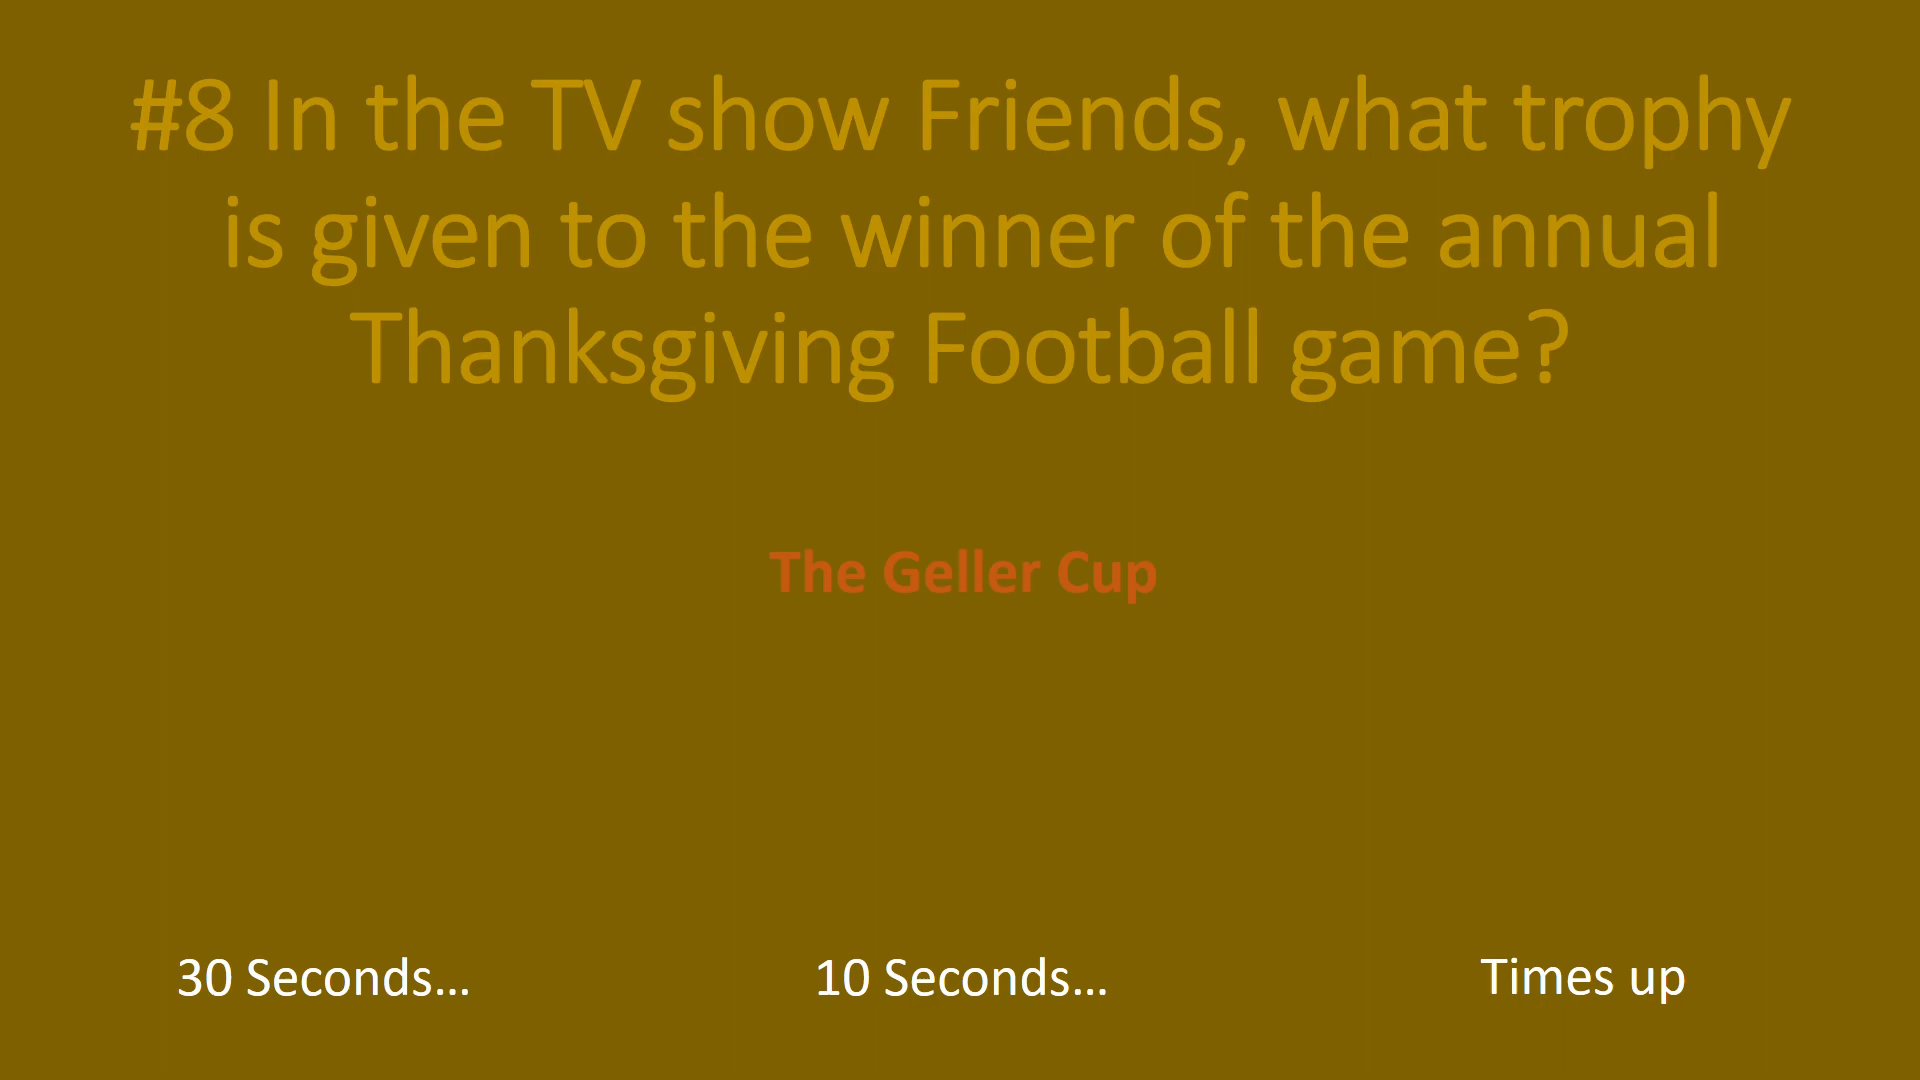 #8 In the TV show Friends, what trophy
is given to the winner of the annual
Thanksgiving Football game?
The Geller Cup
30 Seconds…
10 Seconds…
Times up